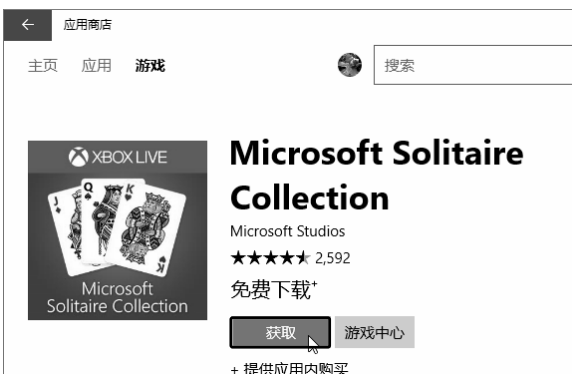 应用商店
主页 应用 游戏 搜索
XBOX LIVE
J Q K
K
Microsoft
Solitaire Collection
Microsoft Solitaire
Collection
Microsoft Studios
2,592
免费下载+
获取 游戏中心
+ 提供应用内购买